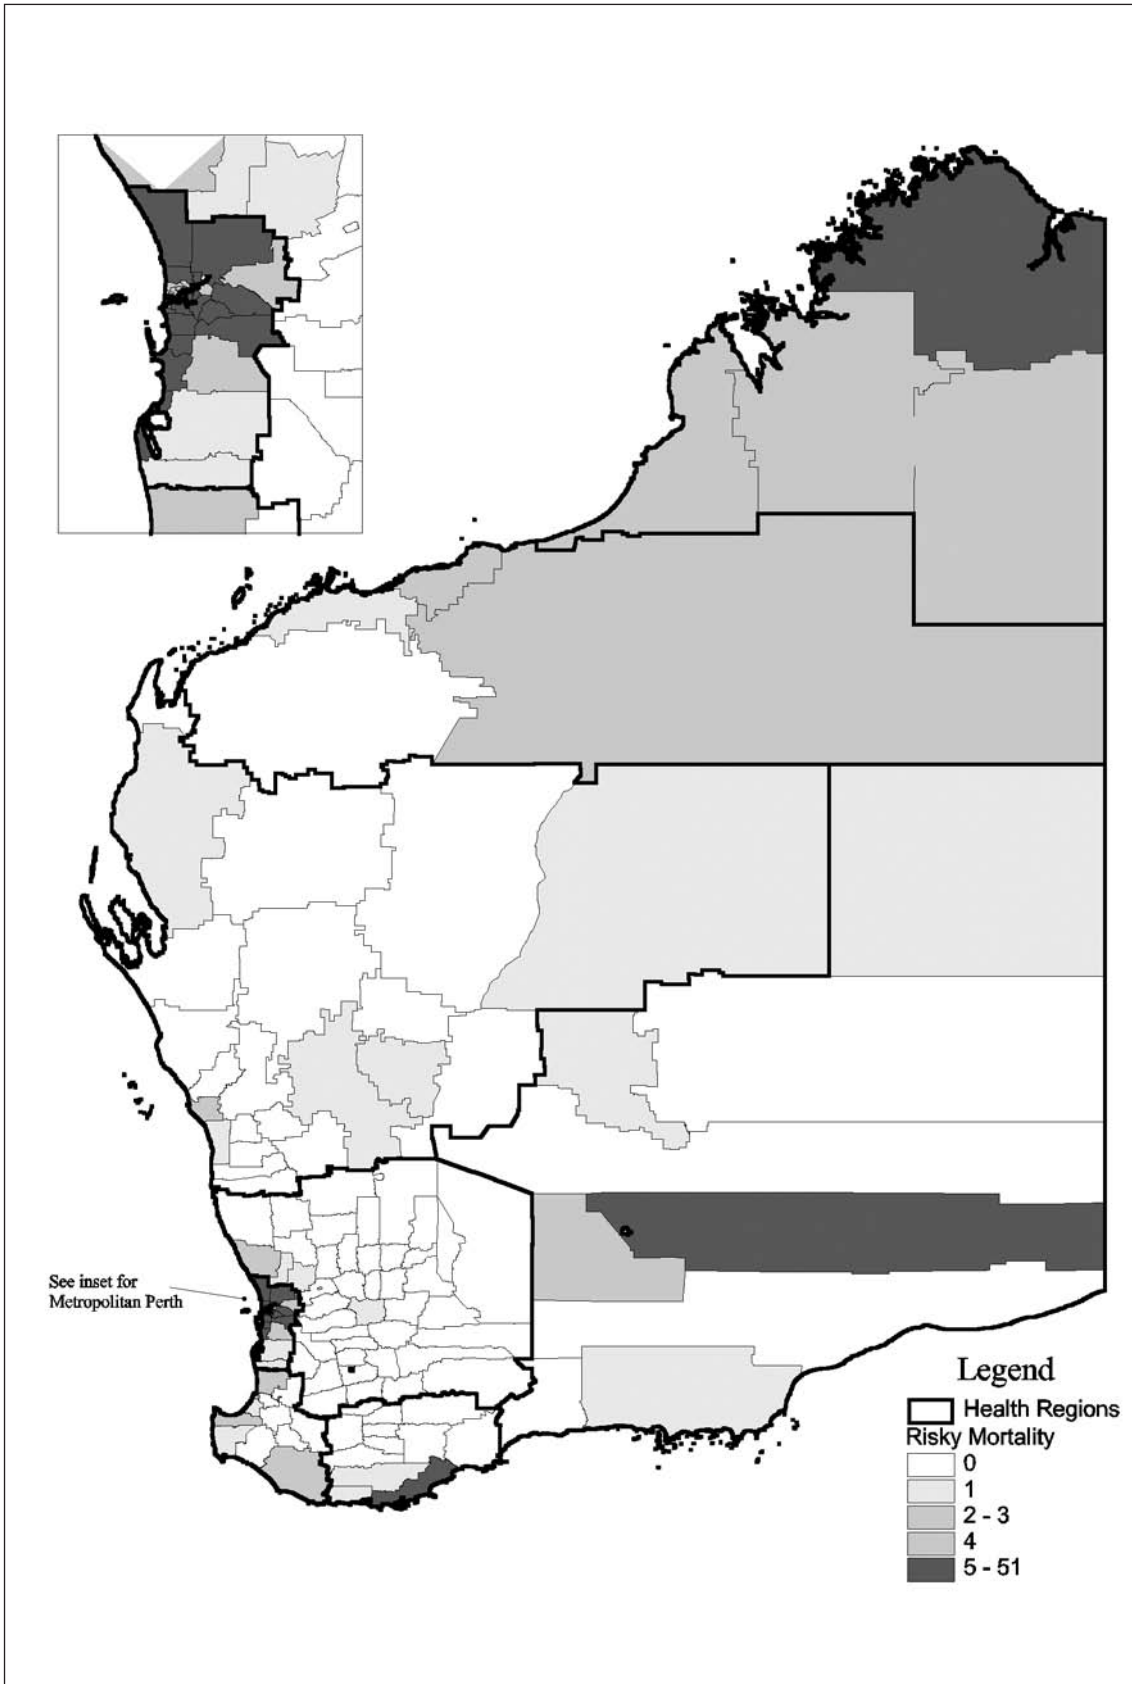 See inset for
Metropolitan Perth
Legend
Health Regions
Risky Mortality
0
1
2 - 3
4
5 - 51